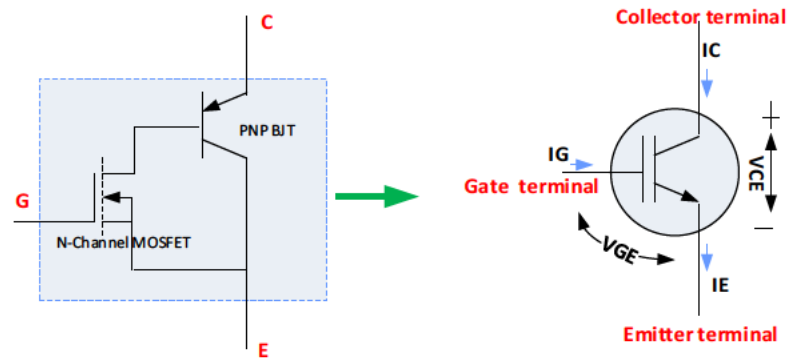 C
PNP BJT
G
N-Channel MOSFET
E
Collector terminal
IC
+
IG
Gate terminal
VCE
VGE
–
IE
Emitter terminal